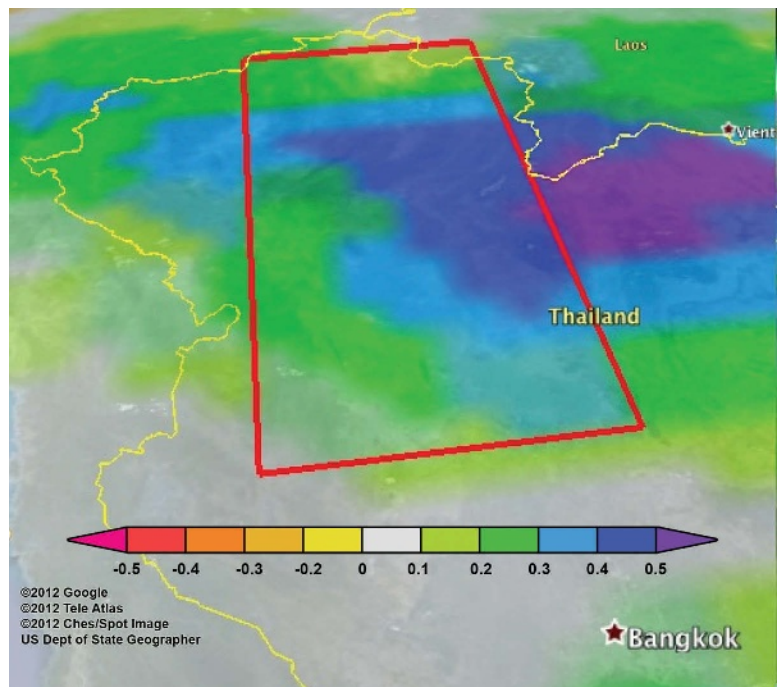 Laos
Vient
Thailand
-0.5 -0.4 -0.3 -0.2 0 0.1 0.2 0.3 0.4 0.5
©2012 Google
©2012 Tele Atlas
©2012 Ches/Spot Image
US Dept of State Geographer
Bangkok